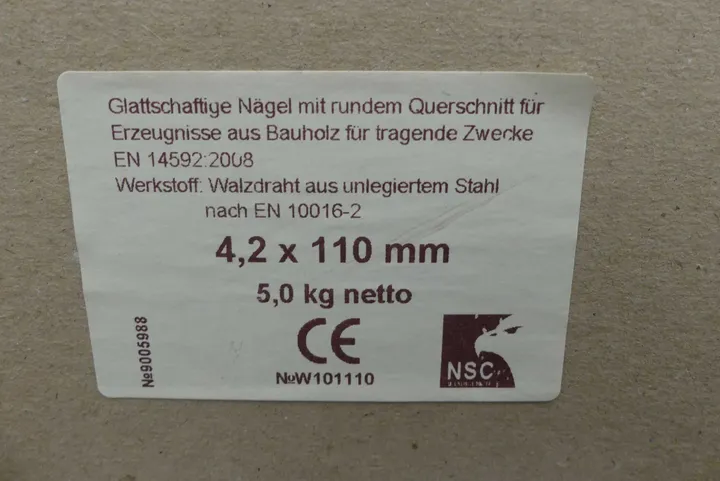 Glattschaftige Nägel mit rundem Querschnitt für
Erzeugnisse aus Bauholz für tragende Zwecke
EN 14592:2008
Werkstoff: Walzdraht aus unlegiertem Stahl
nach EN 10016-2
4,2 x 110 mm
5,0 kg netto
CE
№W101110
№9005988
NSC